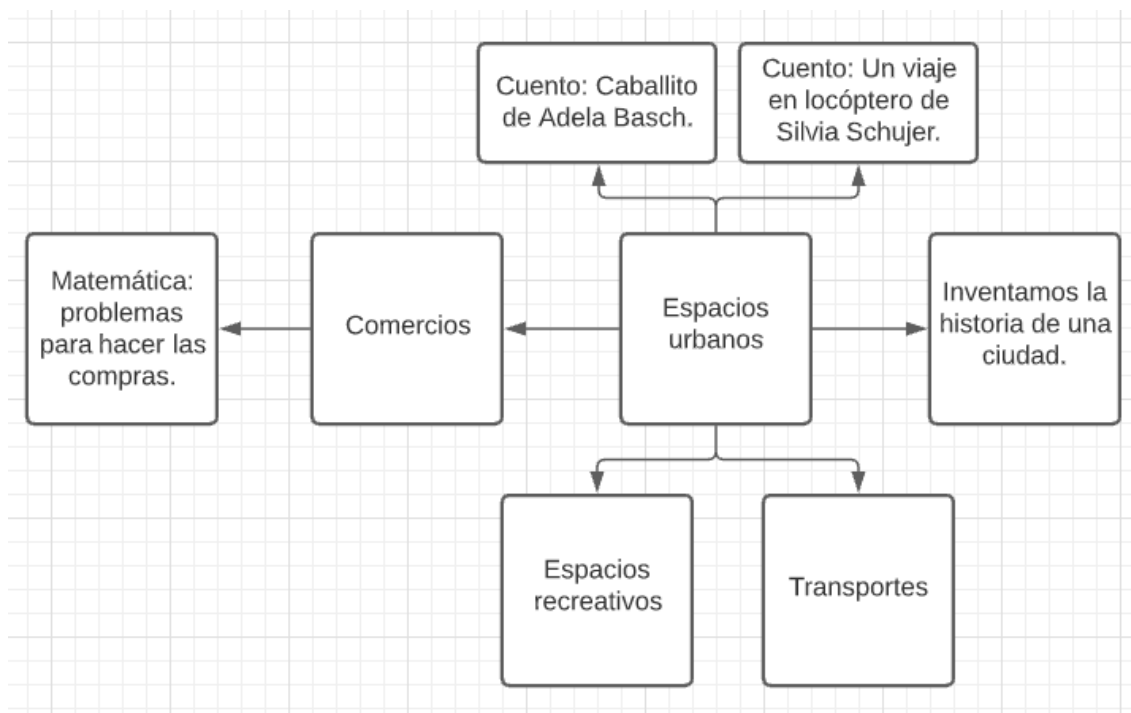 Cuento: Caballito
de Adela Basch.
Cuento: Un viaje
en locóptero de
Silvia Schujer.
Matemática:
problemas
para hacer las
compras.
Comercios
Espacios
urbanos
Inventamos la
historia de una
ciudad.
Espacios
recreativos
Transportes